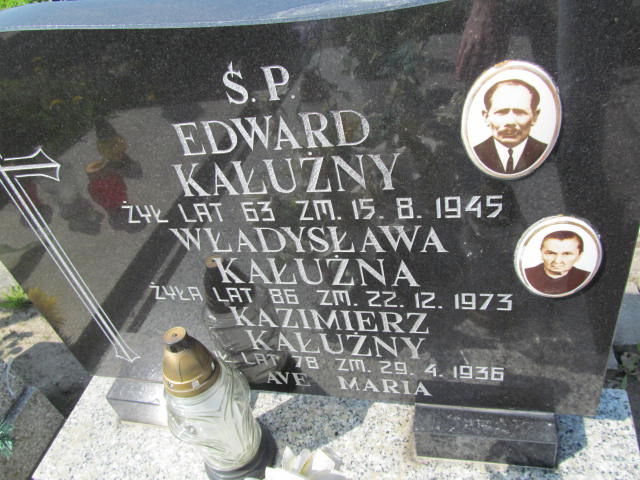 Ś.P.
EDWARD
KAŁUŻNY
ŻYŁ LAT 63 ZM. 15. 8. 1945
WŁADYSŁAWA
KAŁUŻNA
ŻYŁA LAT 86 ZM. 22. 12. 1973
KAZIMIERZ
KAŁUŻNY
LAT 78 ZM. 29. 4. 1936
AVE MARIA